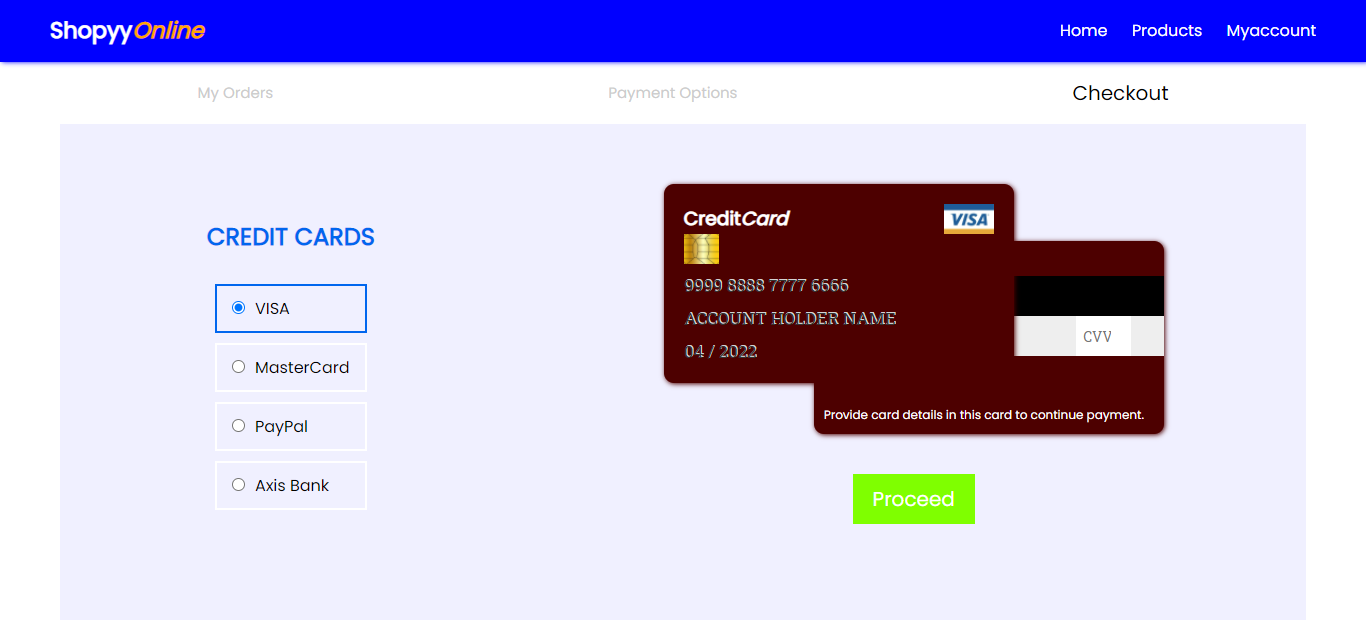 ShopyyOnline
Home Products Myaccount
My Orders Payment Options Checkout
CREDIT CARDS
VISA
MasterCard
PayPal
Axis Bank
CreditCard VISA
9999 8888 7777 6666
ACCOUNT HOLDER NAME
04 / 2022
CVV
Provide card details in this card to continue payment.
Proceed